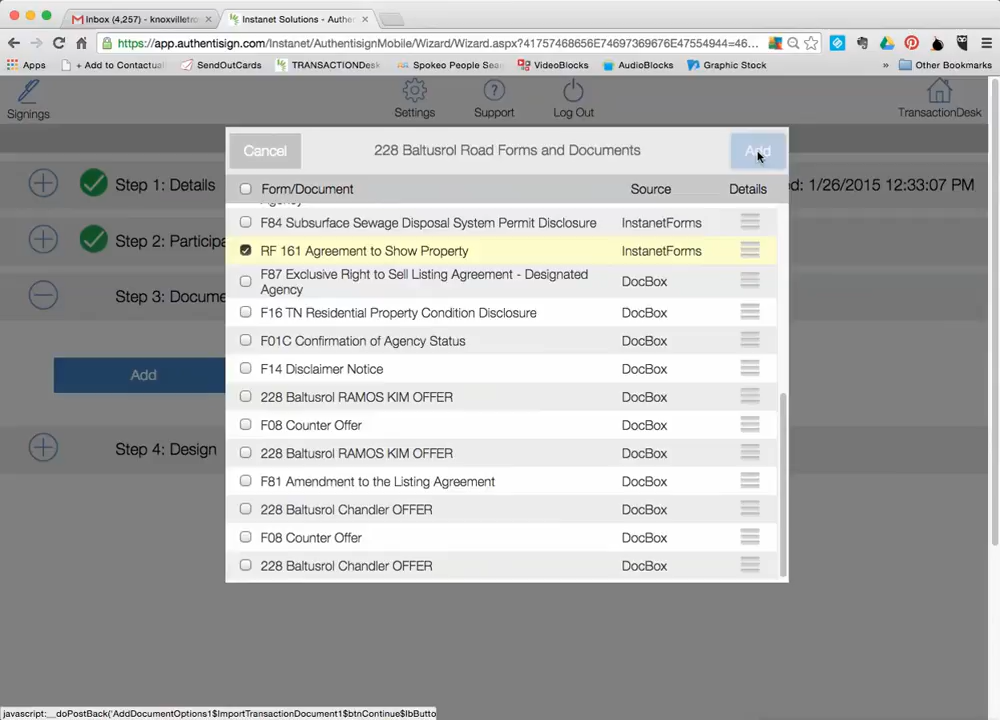 Inbox (4,257) - knoxvilletr
Instanet Solutions - Auther
https://app.authentisign.com/Instanet/AuthentisignMobile/Wizard/Wizard.aspx?41757468656E74697369676E47554944=46...
Apps
+ Add to Contactua
SendOutCards
TRANSACTIONDes
Spokeo People Sea
VideoBlocks
AudioBlocks
Graphic Stock
»
Other Bookmarks
Signings
Settings
Support
Log Out
TransactionDesk
Cancel
228 Baltusrol Road Forms and Documents
Add
Form/Document Source Details
Agency
F84 Subsurface Sewage Disposal System Permit Disclosure InstanetForms
RF 161 Agreement to Show Property InstanetForms
F87 Exclusive Right to Sell Listing Agreement - Designated
Agency DocBox
F16 TN Residential Property Condition Disclosure DocBox
F01C Confirmation of Agency Status DocBox
F14 Disclaimer Notice DocBox
228 Baltusrol RAMOS KIM OFFER DocBox
F08 Counter Offer DocBox
228 Baltusrol RAMOS KIM OFFER DocBox
F81 Amendment to the Listing Agreement DocBox
228 Baltusrol Chandler OFFER DocBox
F08 Counter Offer DocBox
228 Baltusrol Chandler OFFER DocBox
Step 1: Details
d: 1/26/2015 12:33:07 PM
Step 2: Participa
Step 3: Docume
Add
Step 4: Design
javascript:__doPostBack('AddDocumentOptions1$ImportTransactionDocument1$btnContinue$lbButto